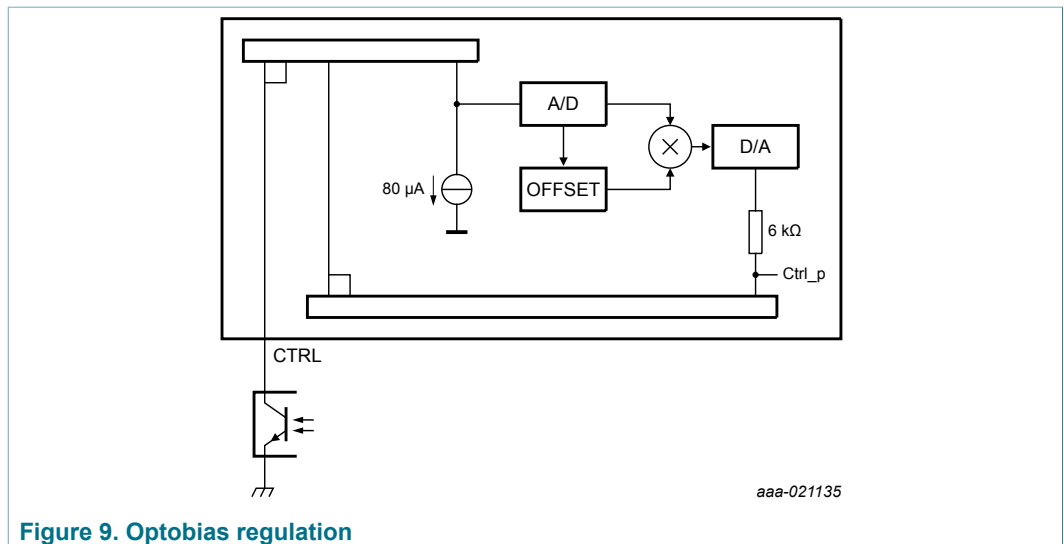 A/D
D/A
80 µA
OFFSET
6 kΩ
Ctrl_p
CTRL
aaa-021135
Figure 9. Optobias regulation